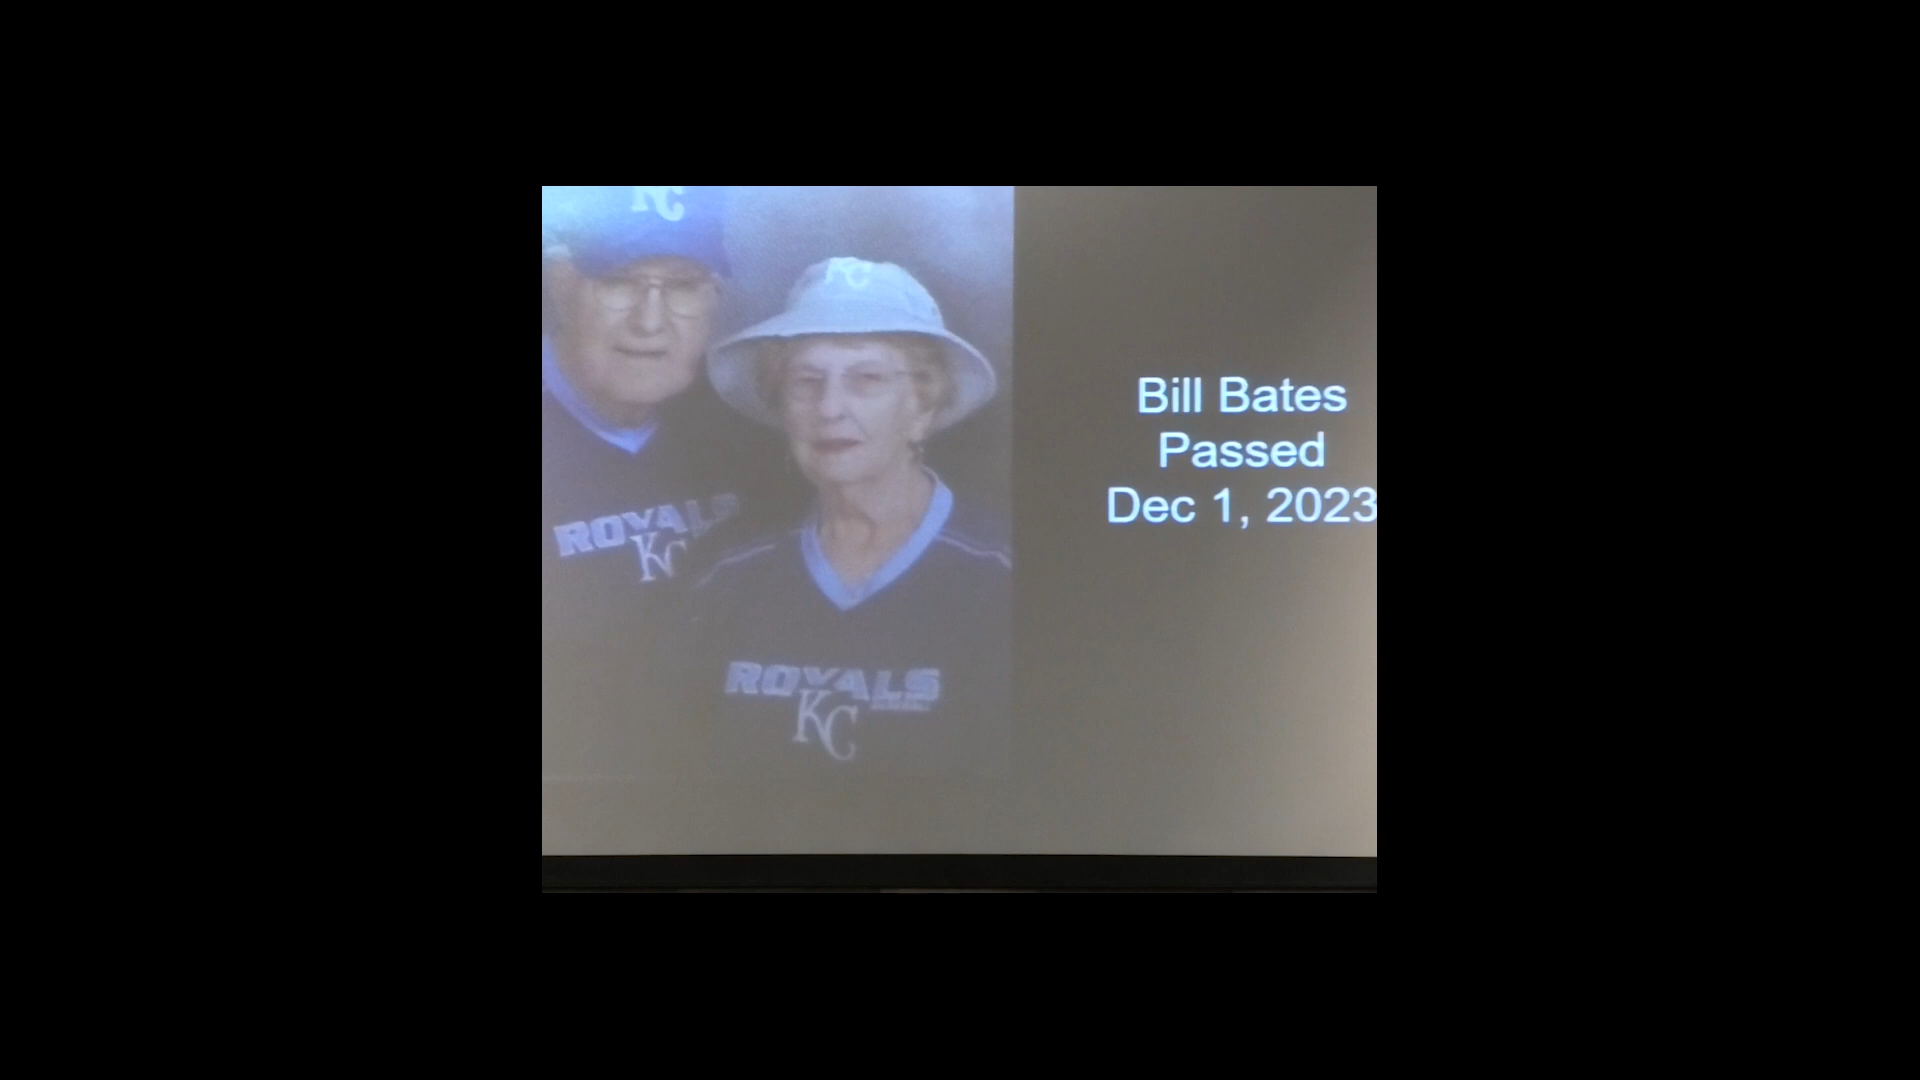 KC
KC
ROYALS
KC
ROYALS
KC
Bill Bates
Passed
Dec 1, 2023